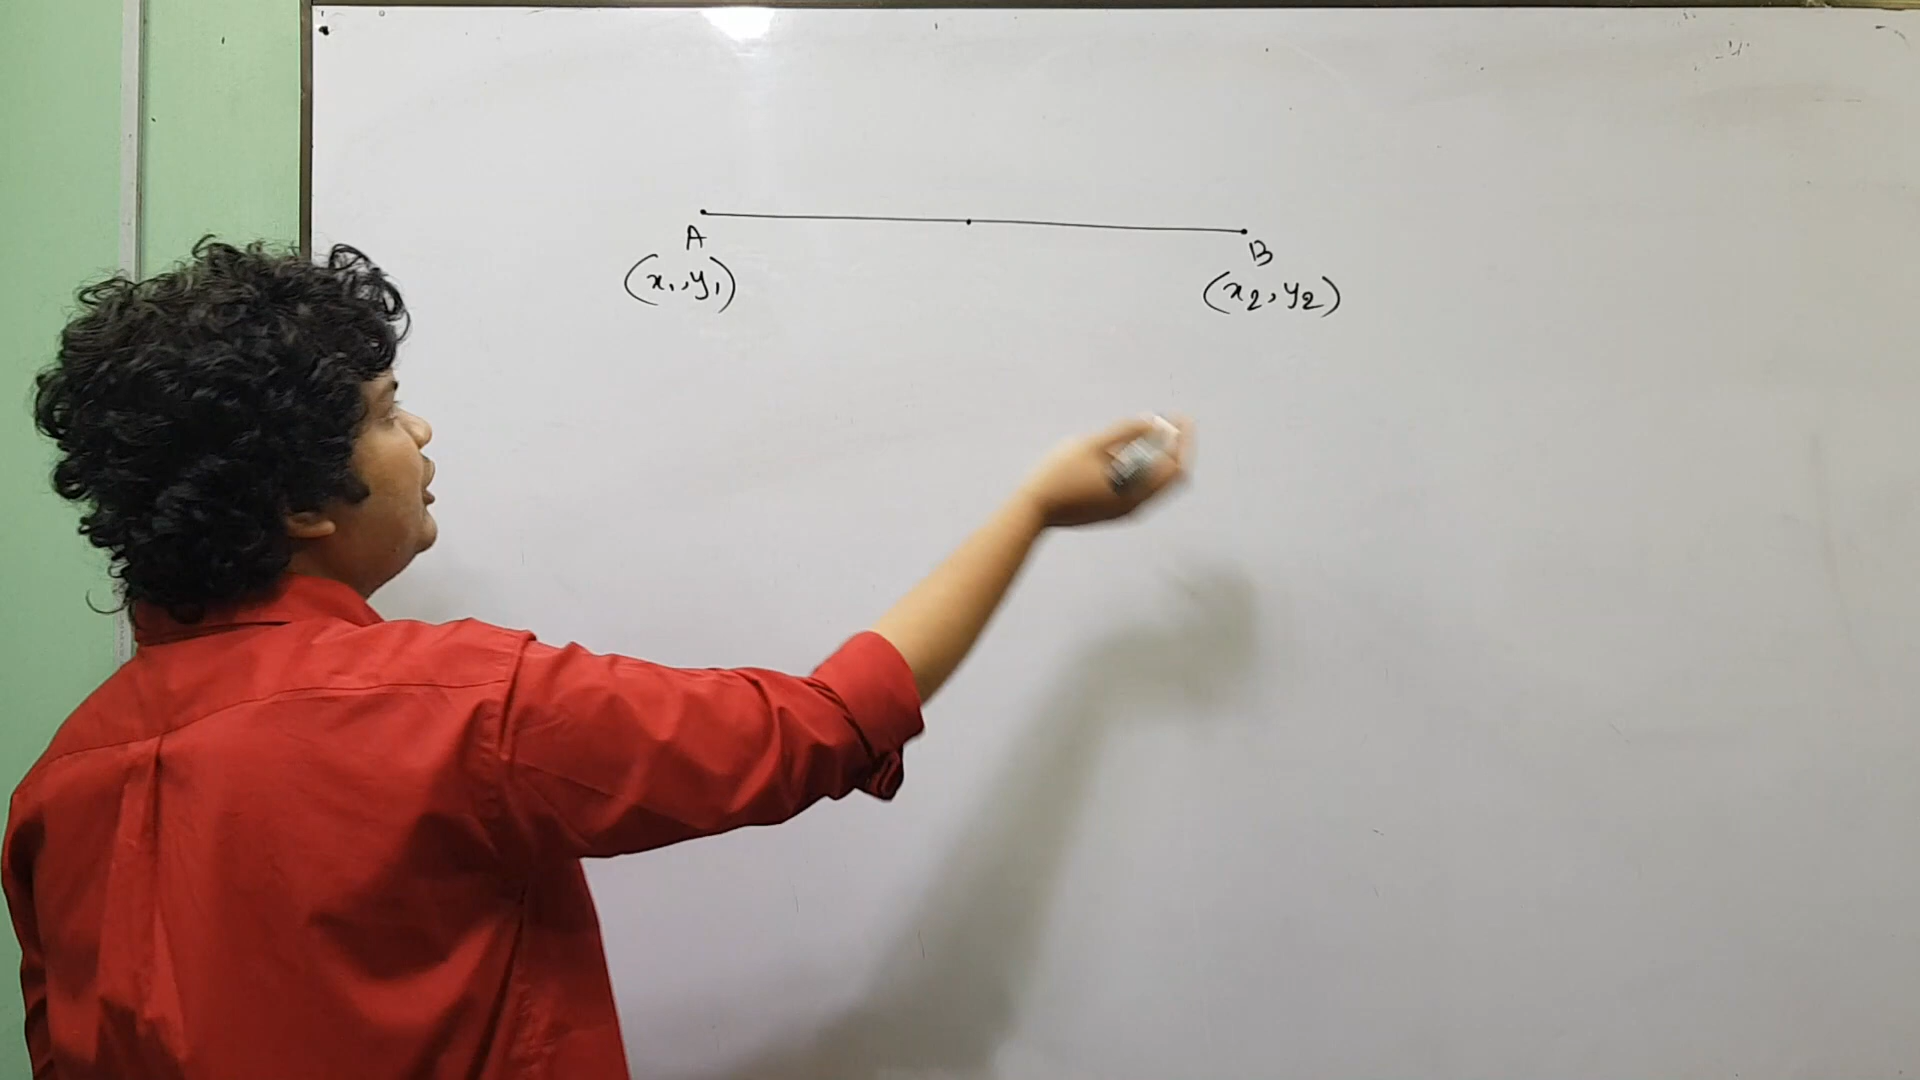 A B
(x₁, y₁) (x₂, y₂)